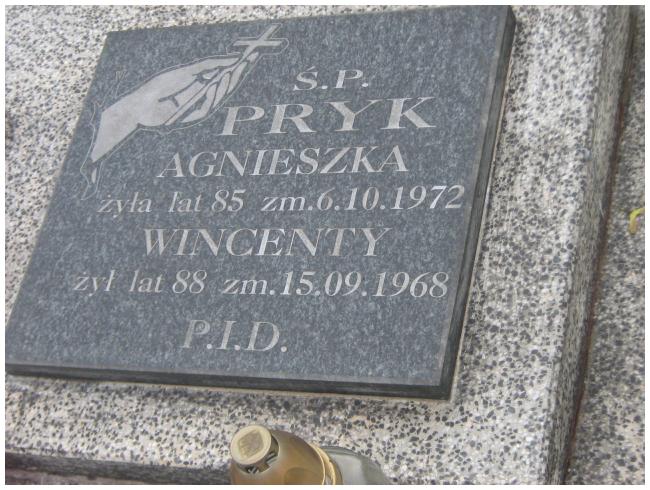 Ś.P.
PRYK
AGNIESZKA
żyła lat 85 zm.6.10.1972
WINCENTY
żył lat 88 zm.15.09.1968
P.I.D.